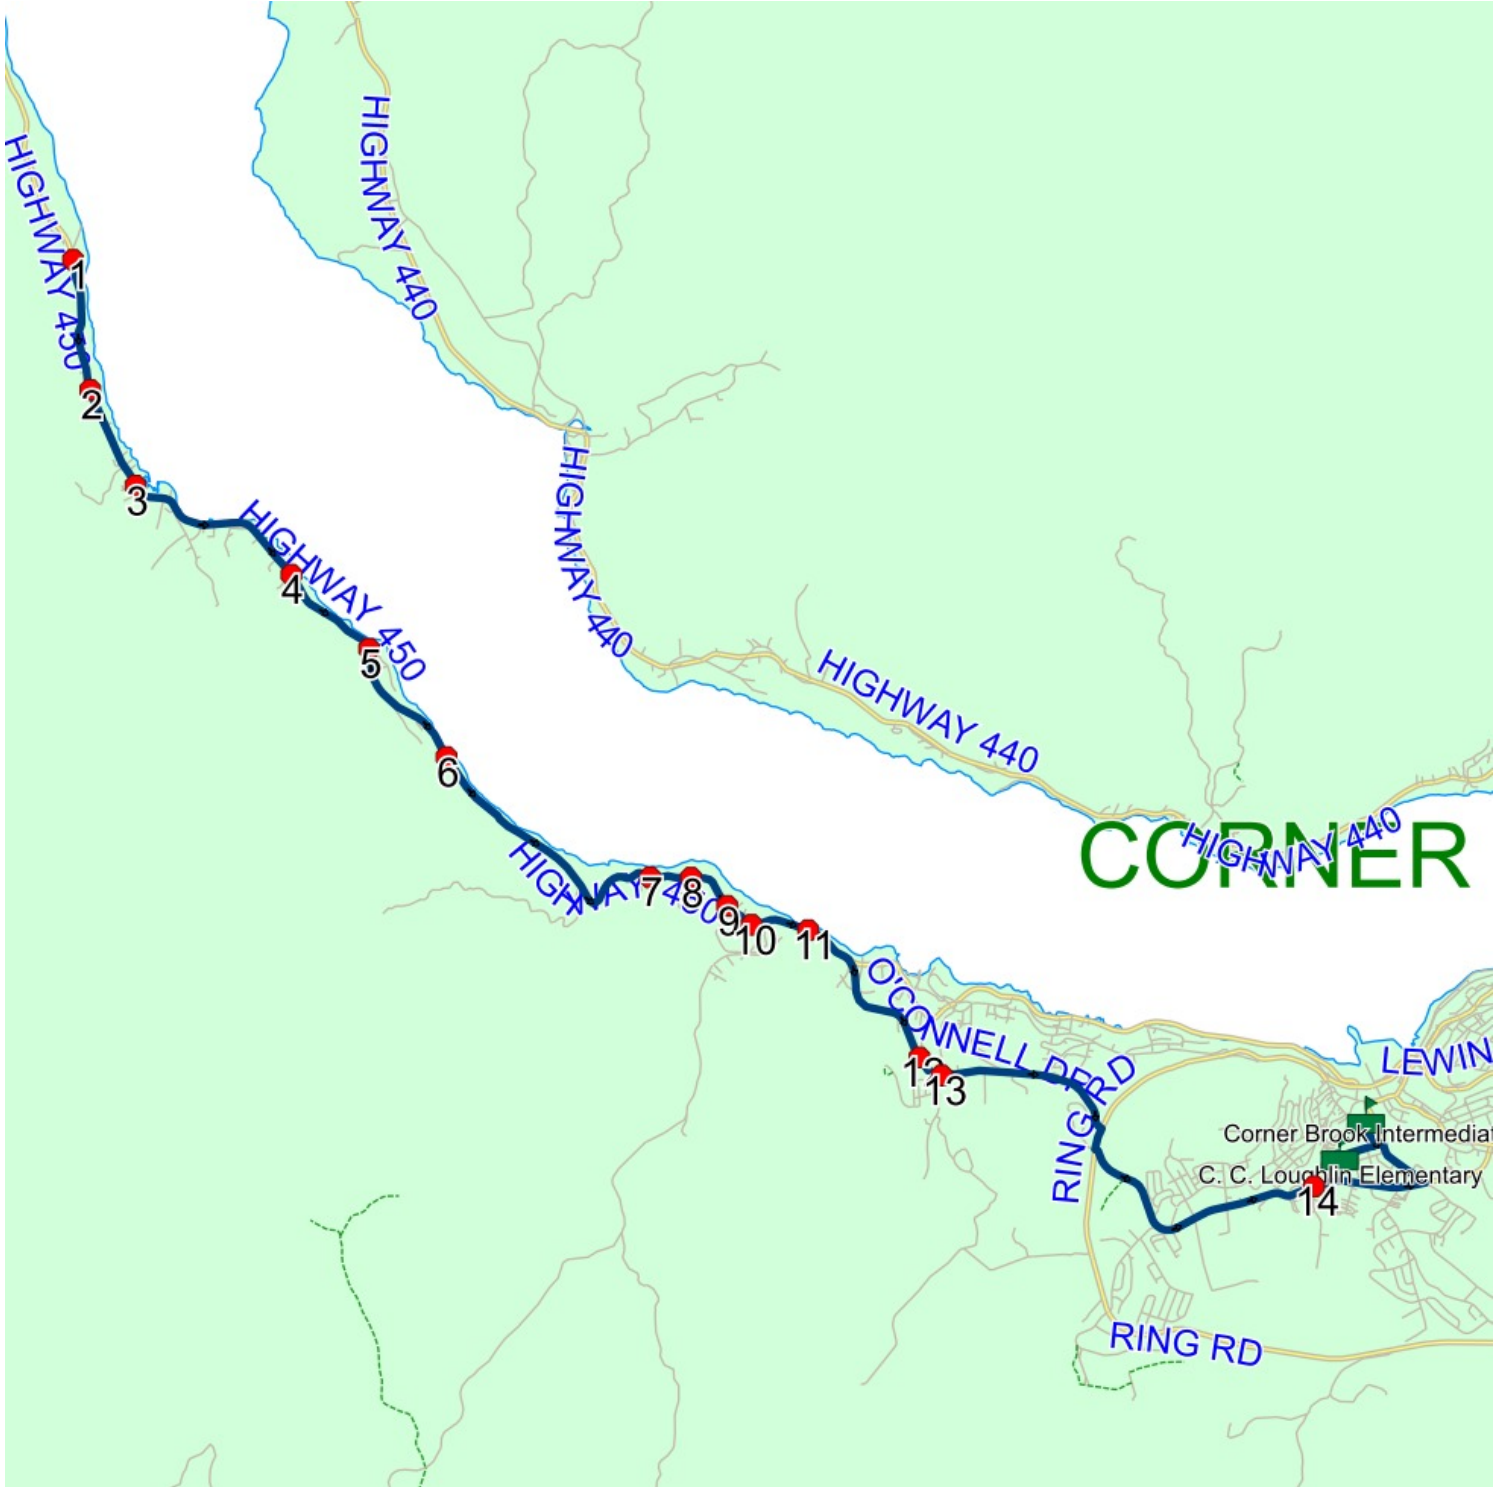 HIGHWAY 440
HIGHWAY 450
1
2
HIGHWAY 440
3
HIGHWAY 450
4
5
HIGHWAY 440
6
HIGHWAY 440
CORNER
HIGHWAY 450
7
8
9
10
11
O'CONNELL DR
12
13
RING RD
LEWIN
Corner Brook Intermediat
C. C. Loughlin Elementary
14
RING RD